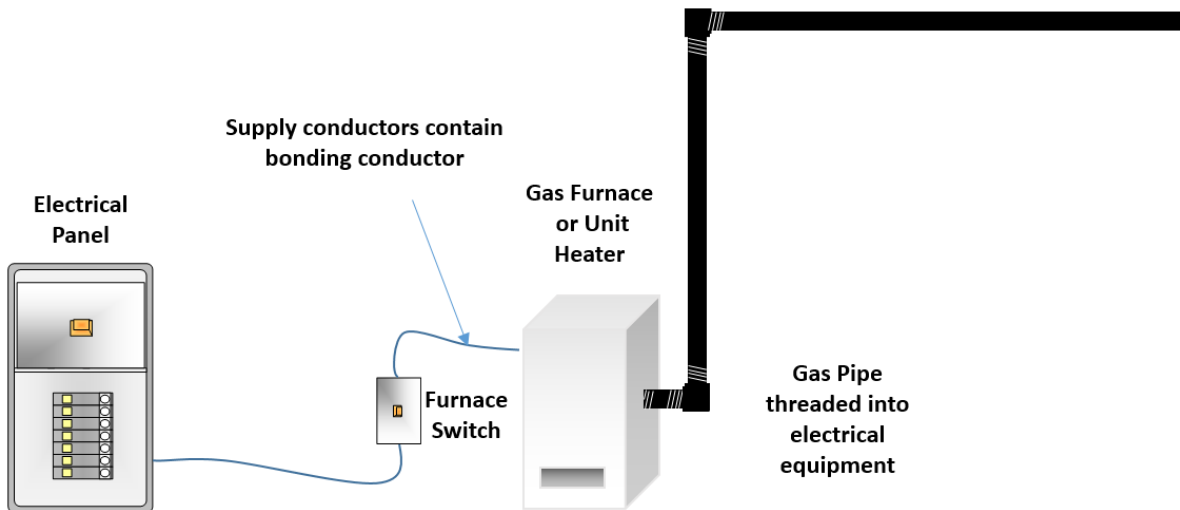 Supply conductors contain
bonding conductor
Electrical
Panel
Gas Furnace
or Unit
Heater
Furnace
Switch
Gas Pipe
threaded into
electrical
equipment